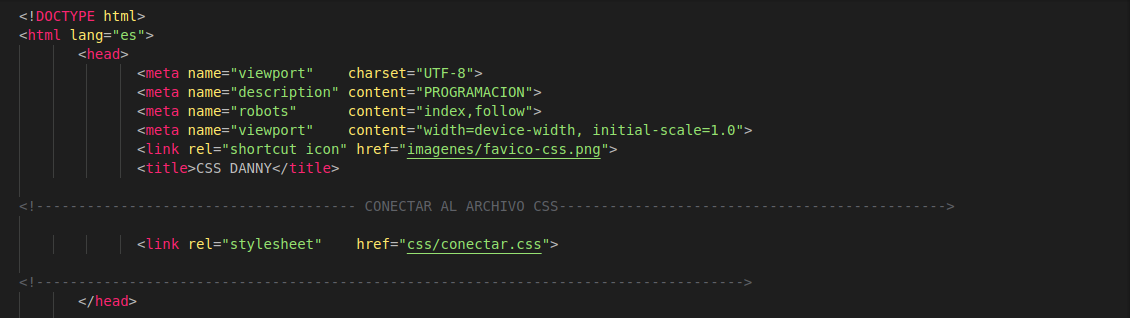 <!DOCTYPE html>
<html lang="es">
<head>
<meta name="viewport" charset="UTF-8">
<meta name="description" content="PROGRAMACION">
<meta name="robots" content="index,follow">
<meta name="viewport" content="width=device-width, initial-scale=1.0">
<link rel="shortcut icon" href="imagenes/favico-css.png">
<title>CSS DANNY</title>
<!-------------------------------------- CONECTAR AL ARCHIVO CSS---------------------------------------------->
<link rel="stylesheet" href="css/conectar.css">
<!------------------------------------------------------------------------------------>
</head>